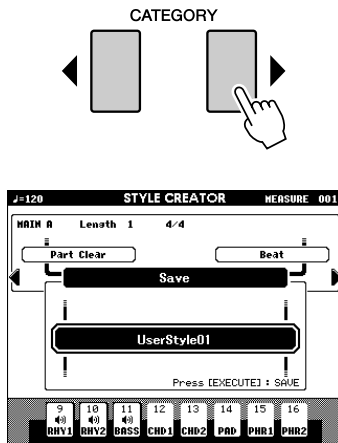 CATEGORY
♩=120 STYLE CREATOR MEASURE 001
MAIN A Length 1 4/4
Part Clear Beat
Save
UserStyle01
Press [EXECUTE] : SAVE
9 10 11 12 13 14 15 16
RHY1 RHY2 BASS CHD1 CHD2 PAD PHR1 PHR2